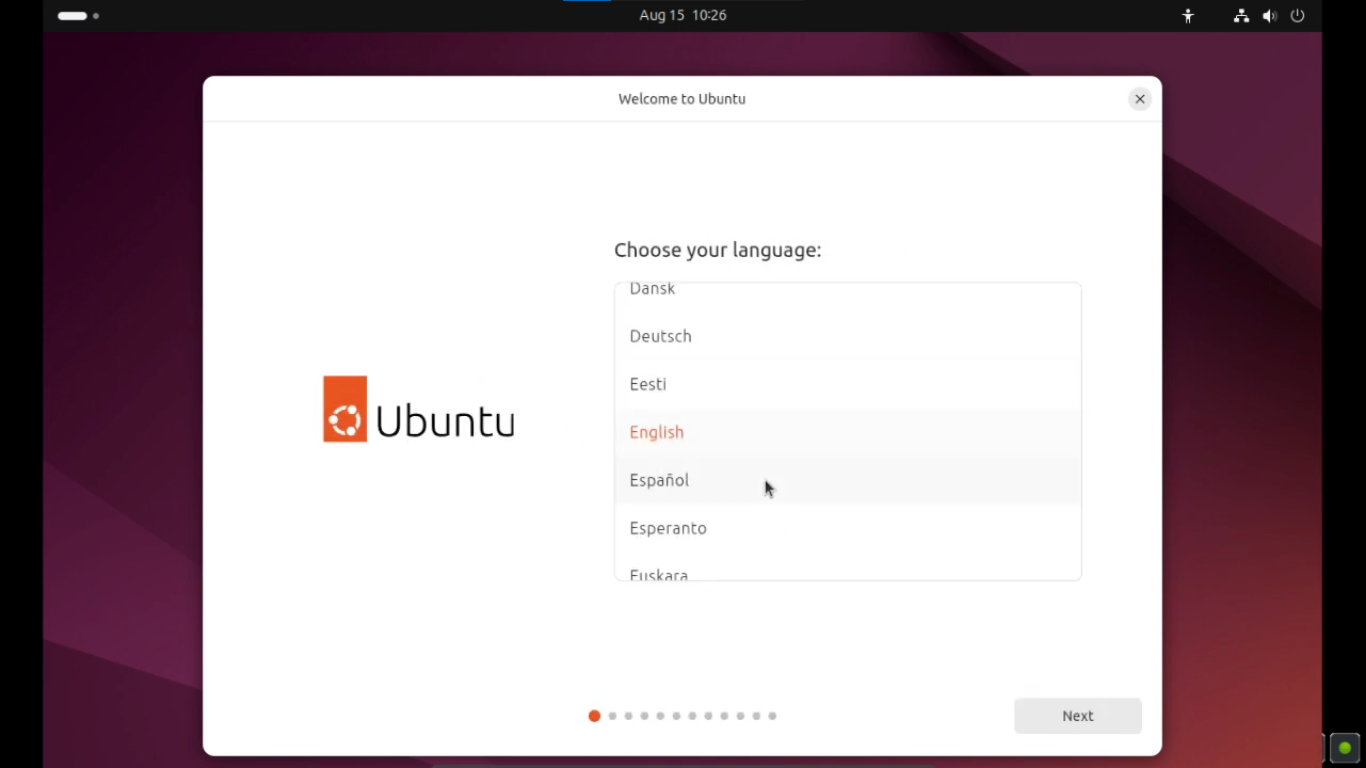 Aug 15 10:26
Welcome to Ubuntu
Choose your language:
Dansk
Deutsch
Eesti
English
Español
Esperanto
Euskara
Ubuntu
Next